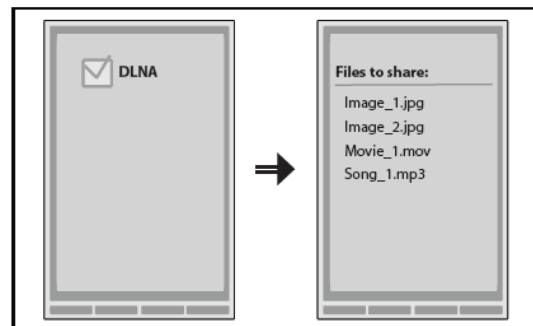 DLNA
Files to share:
Image_1.jpg
Image_2.jpg
Movie_1.mov
Song_1.mp3